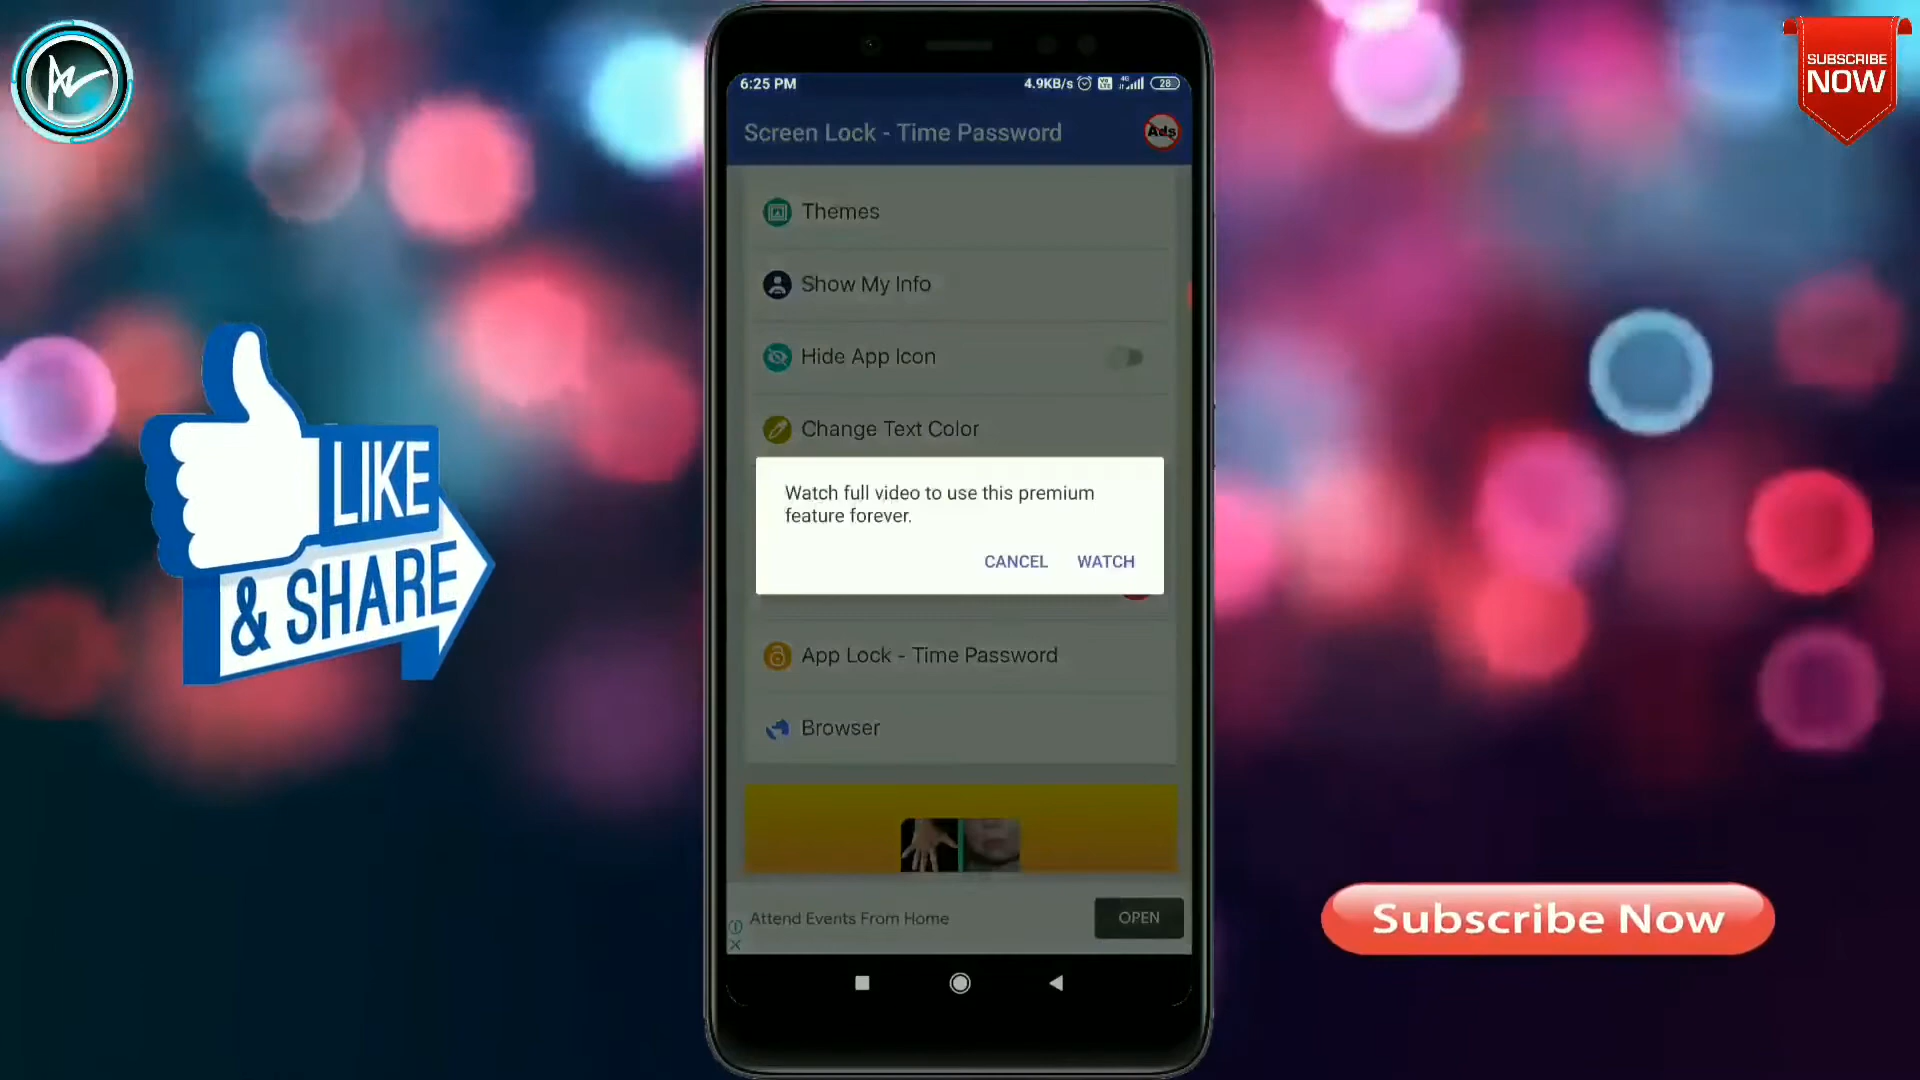 SUBSCRIBE
NOW
6:25 PM
4.9KB/s
4G
28
Screen Lock - Time Password
Ads
Themes
Show My Info
Hide App Icon
Change Text Color
Watch full video to use this premium
feature forever.
CANCEL WATCH
App Lock - Time Password
Browser
Attend Events From Home
OPEN
LIKE
& SHARE
Subscribe Now